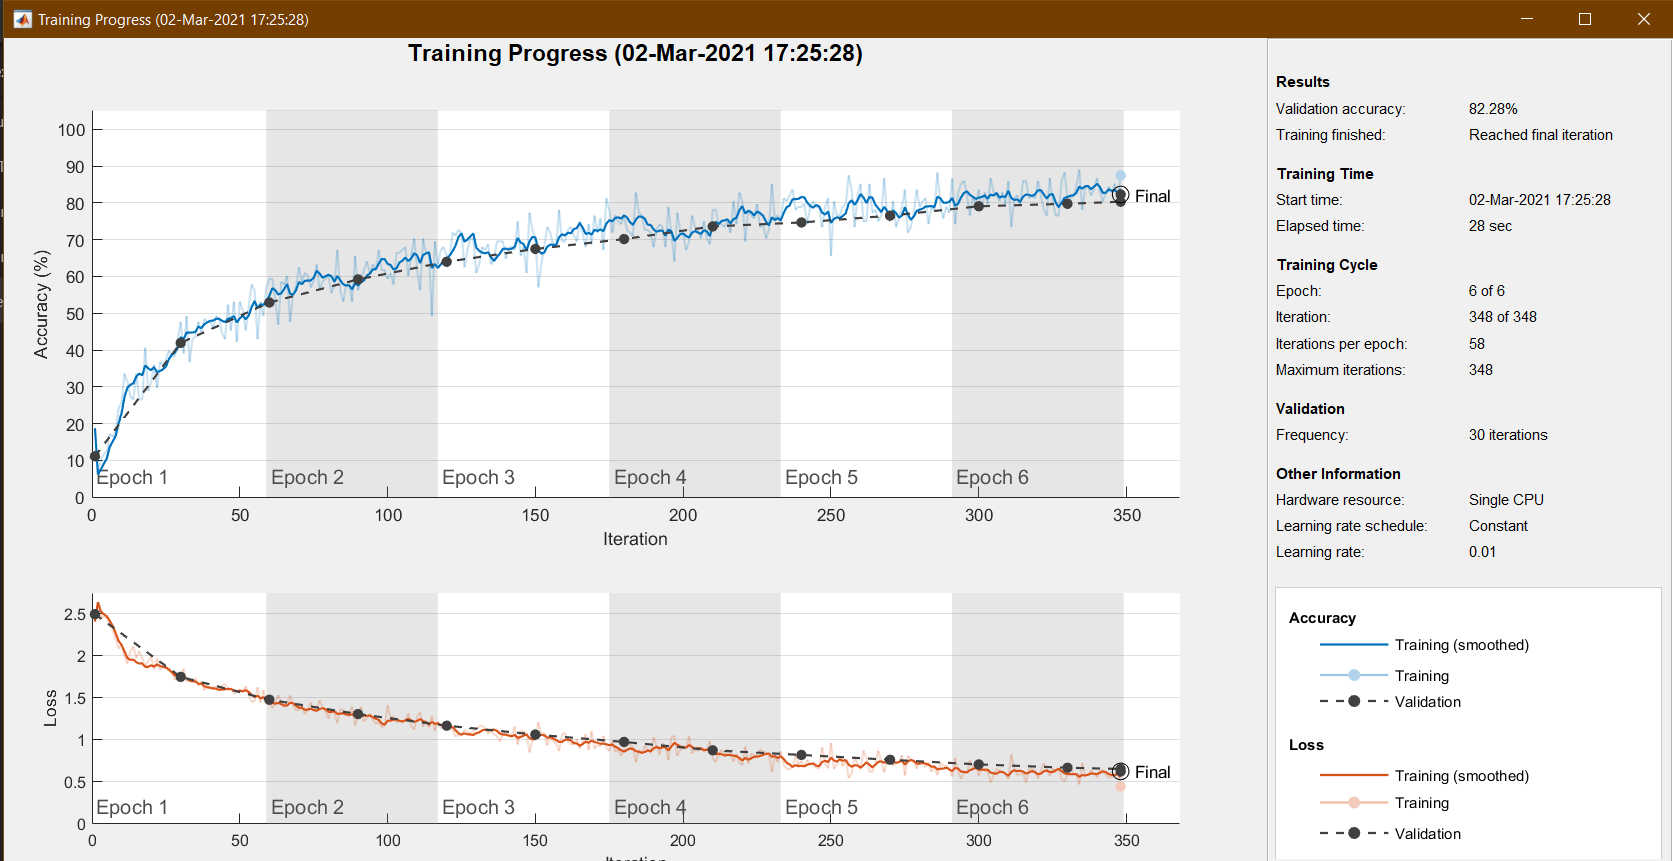 Training Progress (02-Mar-2021 17:25:28)
Training Progress (02-Mar-2021 17:25:28)
100
90
80
70
60
50
40
30
20
10
0
Accuracy (%)
Final
Epoch 1
Epoch 2
Epoch 3
Epoch 4
Epoch 5
Epoch 6
0
50
100
150
200
250
300
350
Iteration
2.5
2
1.5
1
0.5
0
Loss
Final
Epoch 1
Epoch 2
Epoch 3
Epoch 4
Epoch 5
Epoch 6
0
50
100
150
200
250
300
350
Iteration
Results
Validation accuracy: 82.28%
Training finished: Reached final iteration
Training Time
Start time: 02-Mar-2021 17:25:28
Elapsed time: 28 sec
Training Cycle
Epoch: 6 of 6
Iteration: 348 of 348
Iterations per epoch: 58
Maximum iterations: 348
Validation
Frequency: 30 iterations
Other Information
Hardware resource: Single CPU
Learning rate schedule: Constant
Learning rate: 0.01
Accuracy
Training (smoothed)
Training
Validation
Loss
Training (smoothed)
Training
Validation